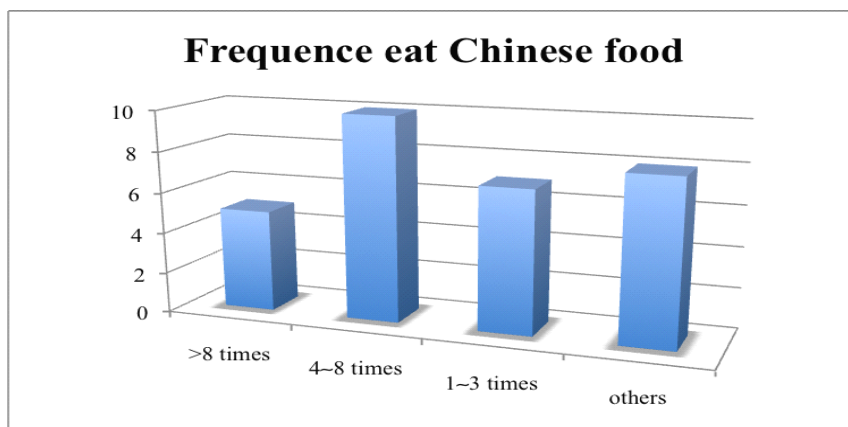 Frequence eat Chinese food
10
8
6
4
2
0
>8 times
4~8 times
1~3 times
others